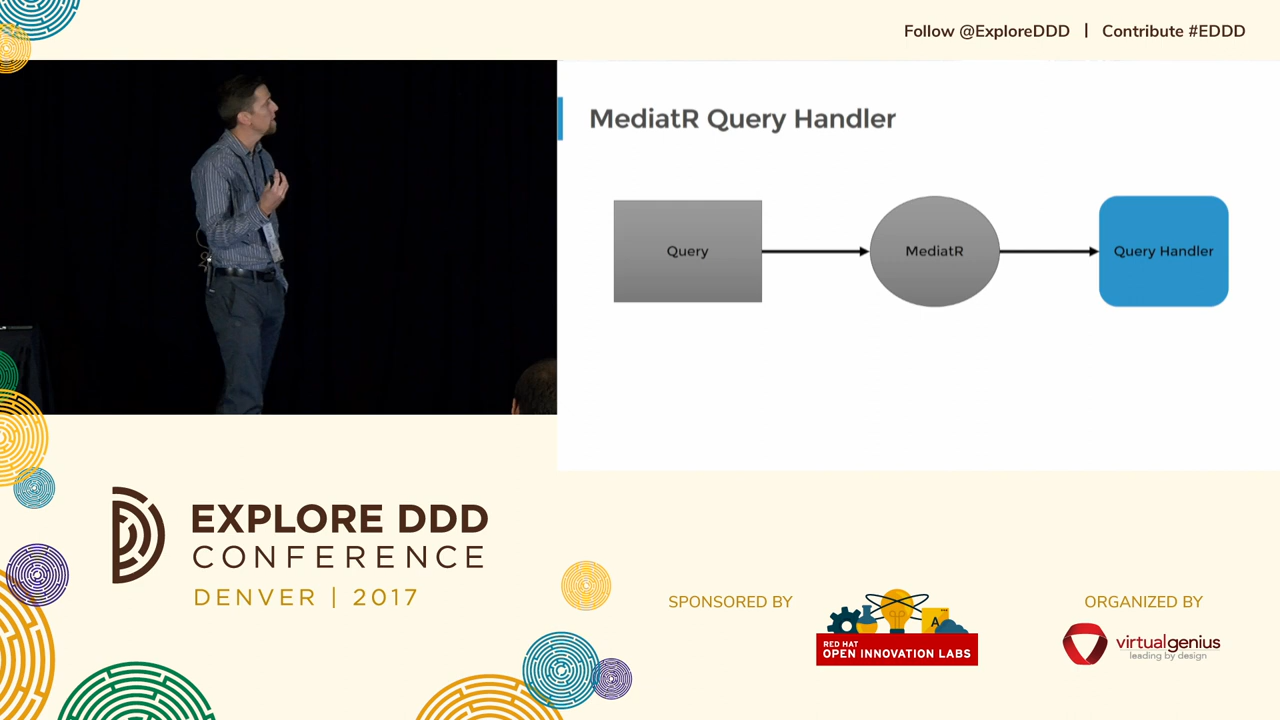 Follow @ExploreDDD | Contribute #EDDD
MediatR Query Handler
Query
MediatR
Query Handler
EXPLORE DDD
CONFERENCE
DENVER | 2017
SPONSORED BY
A
RED HAT
OPEN INNOVATION LABS
ORGANIZED BY
virtualgenius
leading by design